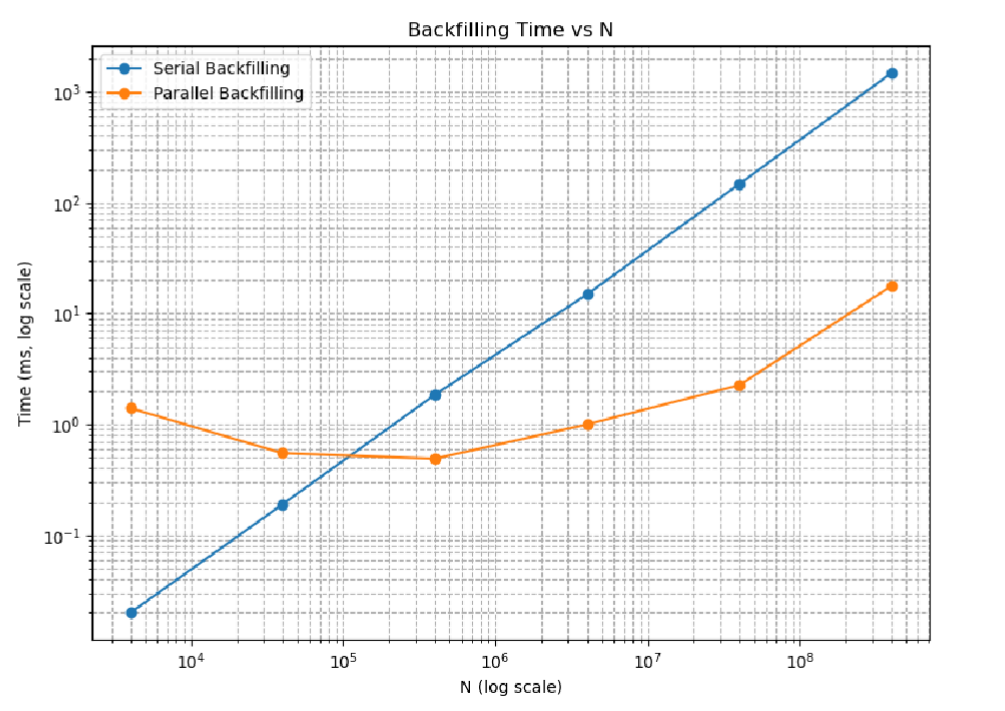 Backfilling Time vs N
Serial Backfilling
Parallel Backfilling
Time (ms, log scale)
10³
10²
10¹
10⁰
10⁻¹
10⁴ 10⁵ 10⁶ 10⁷ 10⁸
N (log scale)